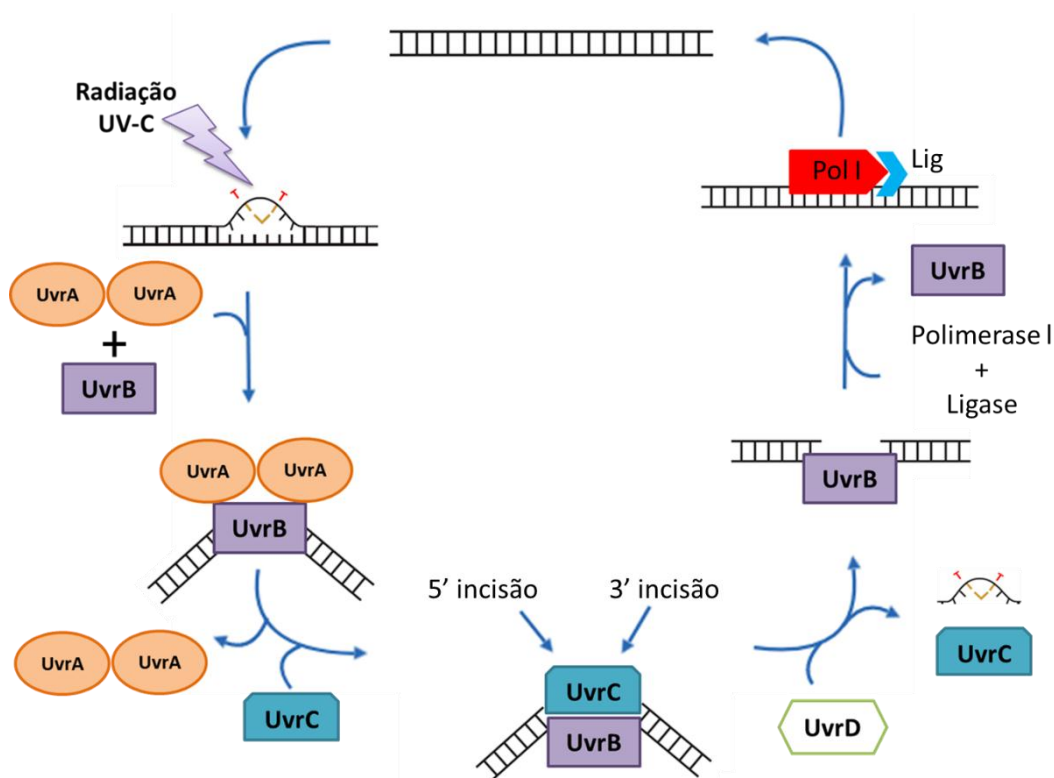 Radiação
UV-C
T T
UvrA UvrA
+
UvrB
UvrA UvrA
UvrB
UvrA UvrA
UvrC
5’ incisão
3’ incisão
UvrC
UvrB
UvrD
T T
UvrC
UvrB
Polimerase I
+
Ligase
UvrB
Pol I
Lig